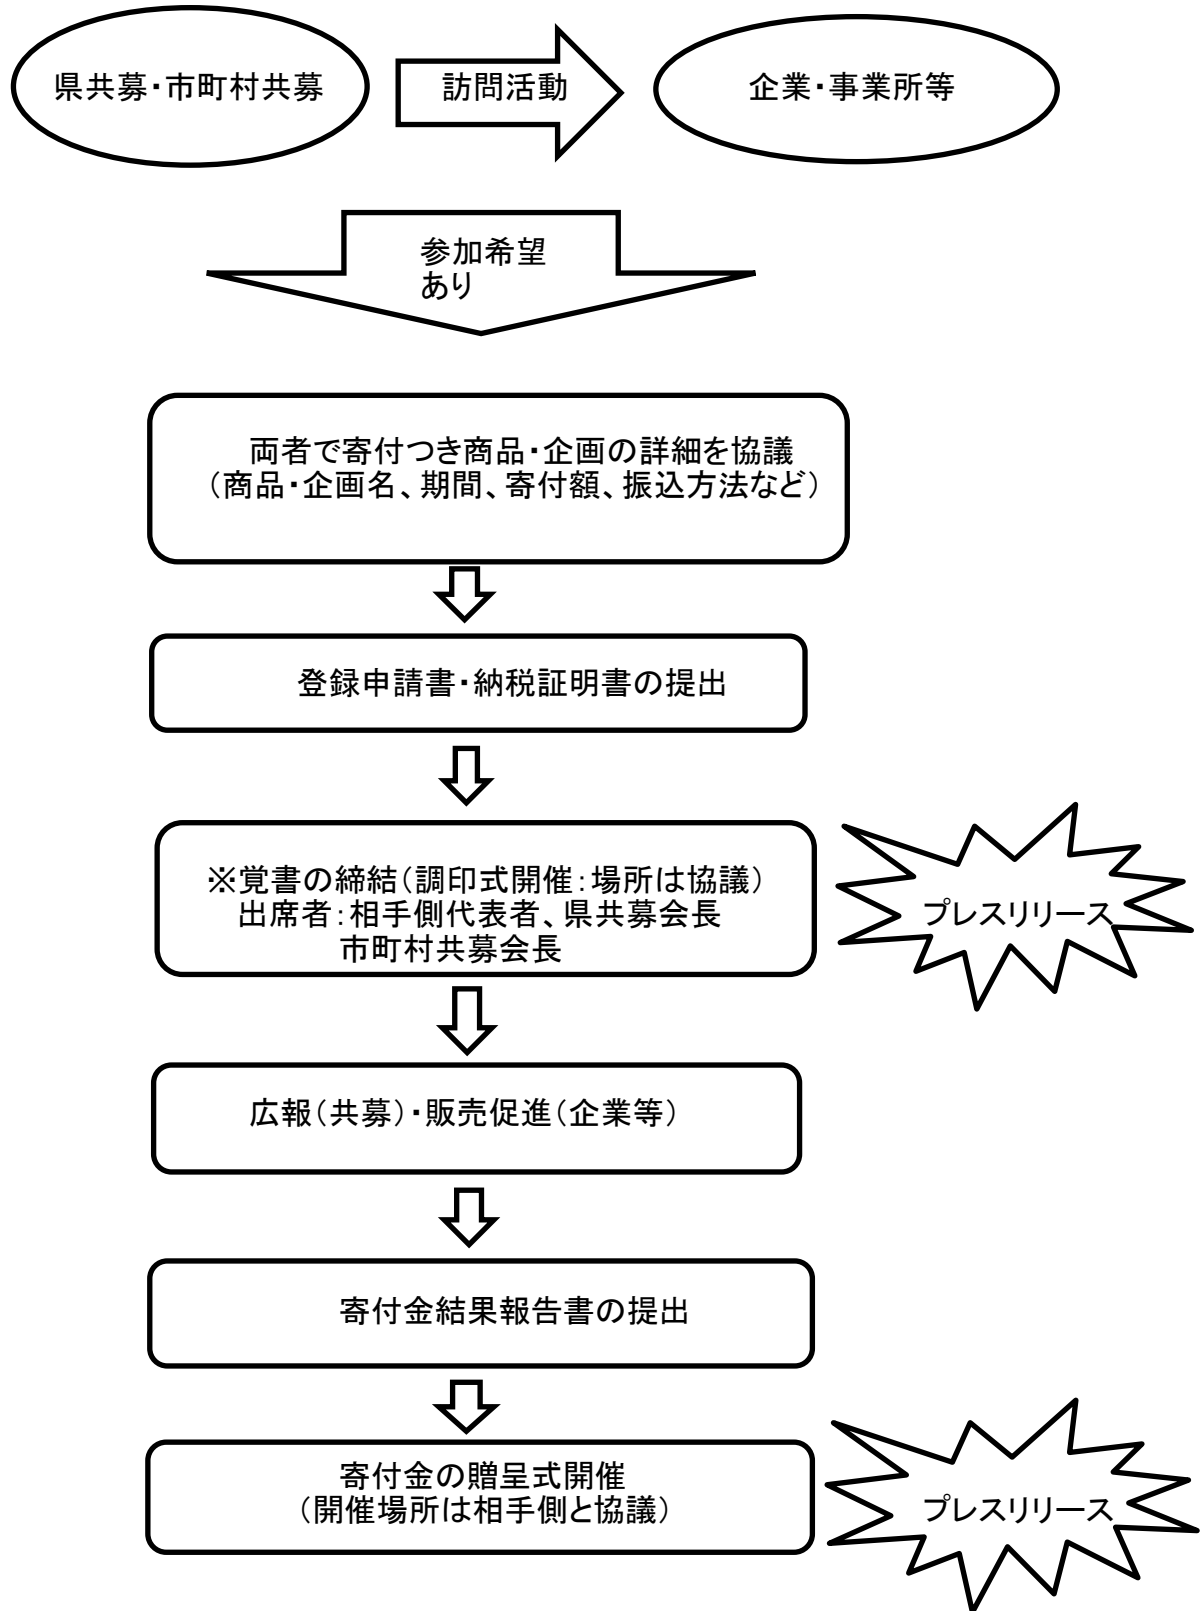 県共募・市町村共募
訪問活動
企業・事業所等
参加希望
あり
両者で寄付つき商品・企画の詳細を協議
（商品・企画名、期間、寄付額、振込方法など）
登録申請書・納税証明書の提出
※覚書の締結（調印式開催：場所は協議）
出席者：相手側代表者、県共募会長
市町村共募会長
プレスリリース
広報（共募）・販売促進（企業等）
寄付金結果報告書の提出
寄付金の贈呈式開催
（開催場所は相手側と協議）
プレスリリース